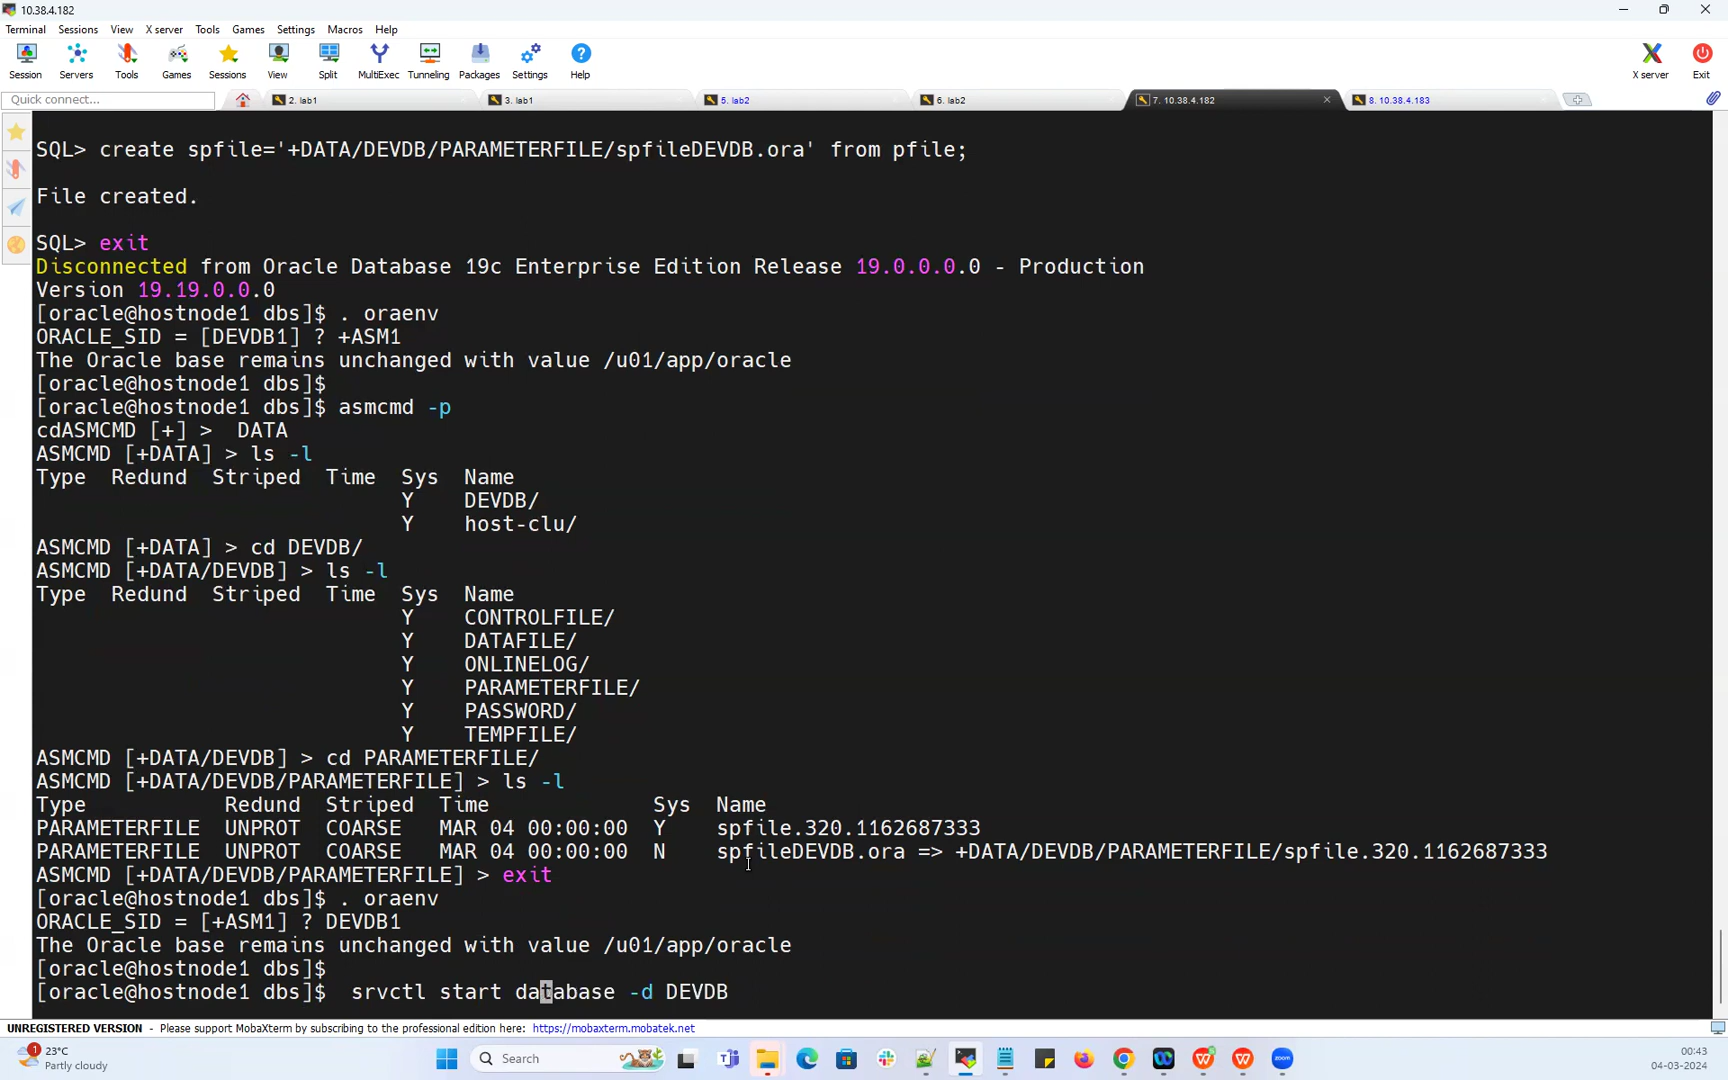 10.38.4.182
Terminal Sessions View X server Tools Games Settings Macros Help
Session Servers Tools Games Sessions View Split MultiExec Tunneling Packages Settings Help X server Exit
Quick connect... 2. lab1 3. lab1 5. lab2 6. lab2 7. 10.38.4.182 8. 10.38.4.183
SQL> create spfile='+DATA/DEVDB/PARAMETERFILE/spfileDEVDB.ora' from pfile;
File created.
SQL> exit
Disconnected from Oracle Database 19c Enterprise Edition Release 19.0.0.0.0 - Production
Version 19.19.0.0.0
[oracle@hostnode1 dbs]$ . oraenv
ORACLE_SID = [DEVDB1] ? +ASM1
The Oracle base remains unchanged with value /u01/app/oracle
[oracle@hostnode1 dbs]$
[oracle@hostnode1 dbs]$ asmcmd -p
cdASMCMD [+] >  DATA
ASMCMD [+DATA] > ls -l
Type  Redund  Striped  Time  Sys  Name
Y    DEVDB/
Y    host-clu/
ASMCMD [+DATA] > cd DEVDB/
ASMCMD [+DATA/DEVDB] > ls -l
Type  Redund  Striped  Time  Sys  Name
Y    CONTROLFILE/
Y    DATAFILE/
Y    ONLINELOG/
Y    PARAMETERFILE/
Y    PASSWORD/
Y    TEMPFILE/
ASMCMD [+DATA/DEVDB] > cd PARAMETERFILE/
ASMCMD [+DATA/DEVDB/PARAMETERFILE] > ls -l
Type           Redund  Striped  Time             Sys  Name
PARAMETERFILE  UNPROT  COARSE   MAR 04 00:00:00  Y    spfile.320.1162687333
PARAMETERFILE  UNPROT  COARSE   MAR 04 00:00:00  N    spfileDEVDB.ora => +DATA/DEVDB/PARAMETERFILE/spfile.320.1162687333
ASMCMD [+DATA/DEVDB/PARAMETERFILE] > exit
[oracle@hostnode1 dbs]$ . oraenv
ORACLE_SID = [+ASM1] ? DEVDB1
The Oracle base remains unchanged with value /u01/app/oracle
[oracle@hostnode1 dbs]$
[oracle@hostnode1 dbs]$  srvctl start database -d DEVDB
UNREGISTERED VERSION - Please support MobaXterm by subscribing to the professional edition here: https://mobaxterm.mobatek.net
1 23°C
Partly cloudy
Search
00:43
04-03-2024